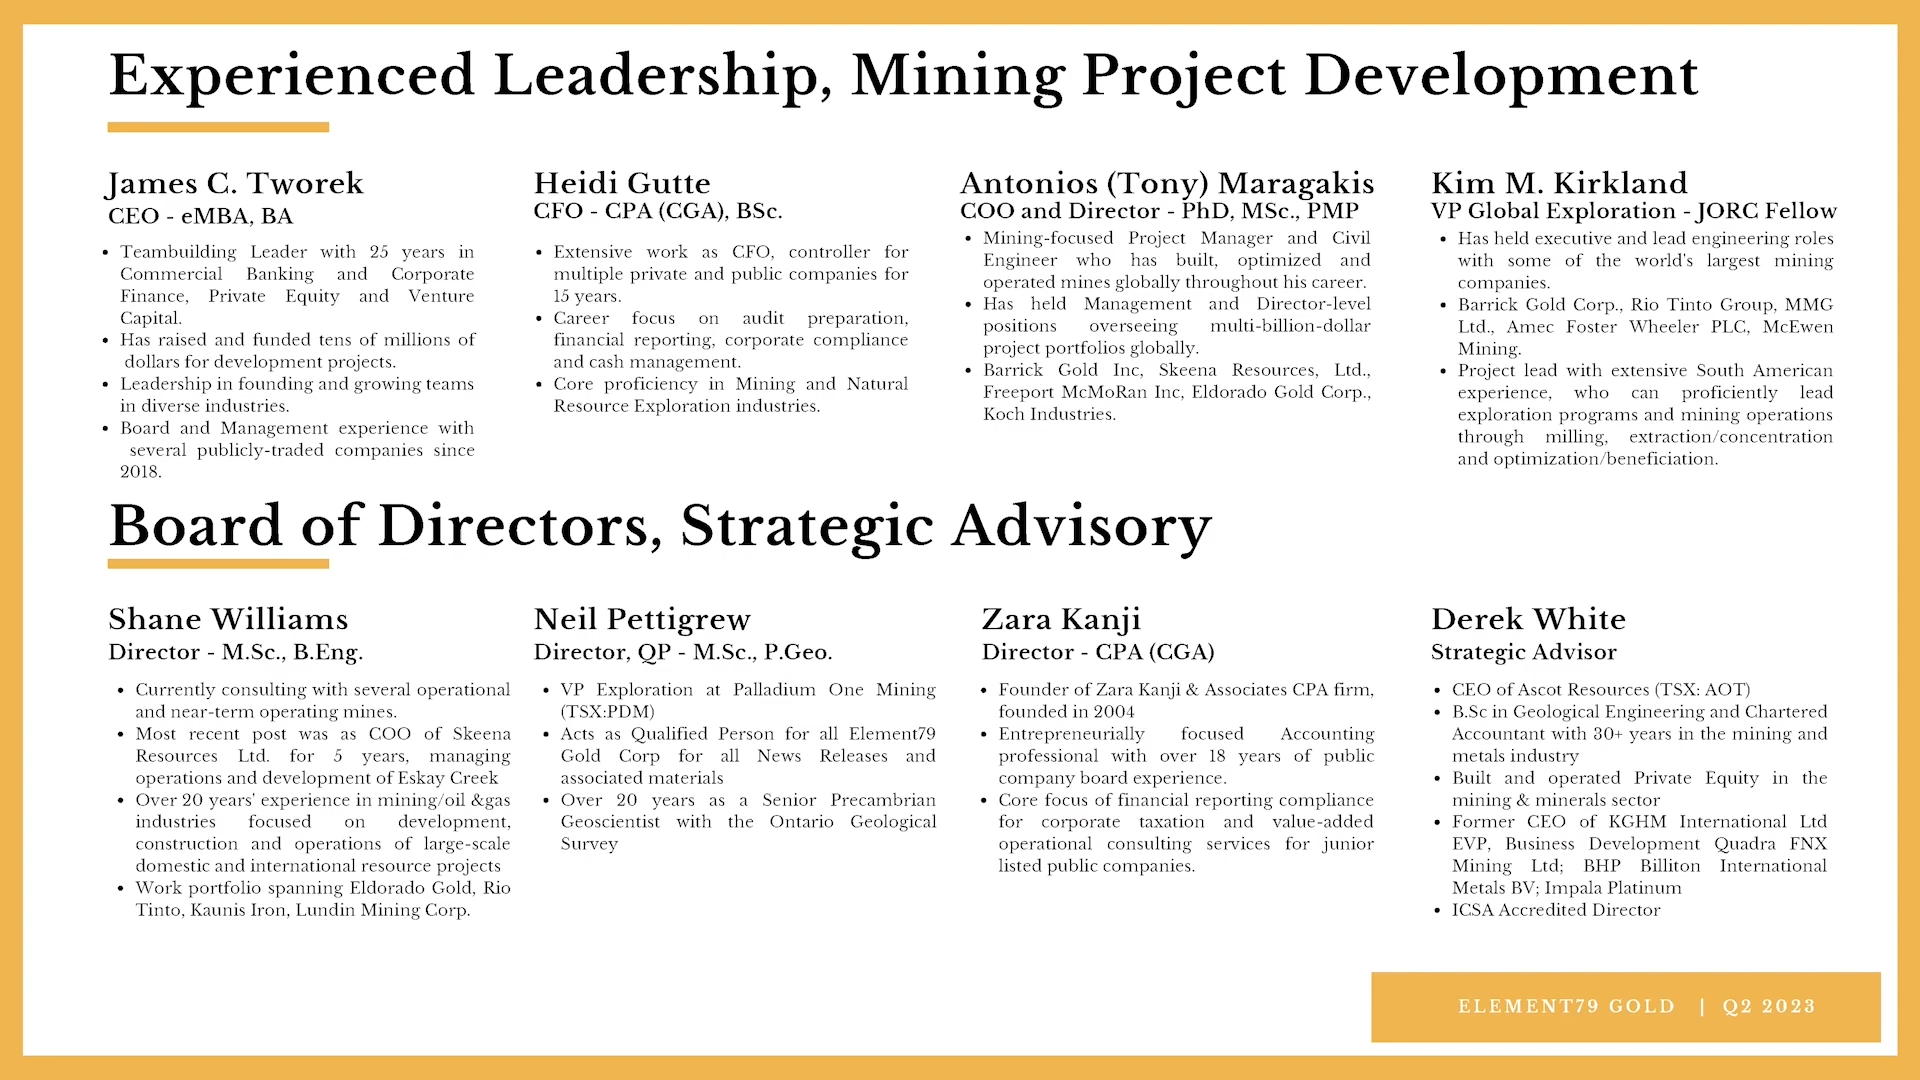 Experienced Leadership, Mining Project Development
James C. Tworek
CEO - eMBA, BA
• Teambuilding Leader with 25 years in
Commercial Banking and Corporate
Finance, Private Equity and Venture
Capital.
• Has raised and funded tens of millions of
dollars for development projects.
• Leadership in founding and growing teams
in diverse industries.
• Board and Management experience with
several publicly-traded companies since
2018.
Heidi Gutte
CFO - CPA (CGA), BSc.
• Extensive work as CFO, controller for
multiple private and public companies for
15 years.
• Career focus on audit preparation,
financial reporting, corporate compliance
and cash management.
• Core proficiency in Mining and Natural
Resource Exploration industries.
Antonios (Tony) Maragakis
COO and Director - PhD, MSc., PMP
• Mining-focused Project Manager and Civil
Engineer who has built, optimized and
operated mines globally throughout his career.
• Has held Management and Director-level
positions overseeing multi-billion-dollar
project portfolios globally.
• Barrick Gold Inc, Skeena Resources, Ltd.,
Freeport McMoRan Inc, Eldorado Gold Corp.,
Koch Industries.
Kim M. Kirkland
VP Global Exploration - JORC Fellow
• Has held executive and lead engineering roles
with some of the world's largest mining
companies.
• Barrick Gold Corp., Rio Tinto Group, MMG
Ltd., Amec Foster Wheeler PLC, McEwen
Mining.
• Project lead with extensive South American
experience, who can proficiently lead
exploration programs and mining operations
through milling, extraction/concentration
and optimization/beneficiation.
Board of Directors, Strategic Advisory
Shane Williams
Director - M.Sc., B.Eng.
• Currently consulting with several operational
and near-term operating mines.
• Most recent post was as COO of Skeena
Resources Ltd. for 5 years, managing
operations and development of Eskay Creek
• Over 20 years' experience in mining/oil &gas
industries focused on development,
construction and operations of large-scale
domestic and international resource projects
• Work portfolio spanning Eldorado Gold, Rio
Tinto, Kaunis Iron, Lundin Mining Corp.
Neil Pettigrew
Director, QP - M.Sc., P.Geo.
• VP Exploration at Palladium One Mining
(TSX:PDM)
• Acts as Qualified Person for all Element79
Gold Corp for all News Releases and
associated materials
• Over 20 years as a Senior Precambrian
Geoscientist with the Ontario Geological
Survey
Zara Kanji
Director - CPA (CGA)
• Founder of Zara Kanji & Associates CPA firm,
founded in 2004
• Entrepreneurially focused Accounting
professional with over 18 years of public
company board experience.
• Core focus of financial reporting compliance
for corporate taxation and value-added
operational consulting services for junior
listed public companies.
Derek White
Strategic Advisor
• CEO of Ascot Resources (TSX: AOT)
• B.Sc in Geological Engineering and Chartered
Accountant with 30+ years in the mining and
metals industry
• Built and operated Private Equity in the
mining & minerals sector
• Former CEO of KGHM International Ltd
EVP, Business Development Quadra FNX
Mining Ltd; BHP Billiton International
Metals BV; Impala Platinum
• ICSA Accredited Director
ELEMENT79 GOLD | Q2 2023